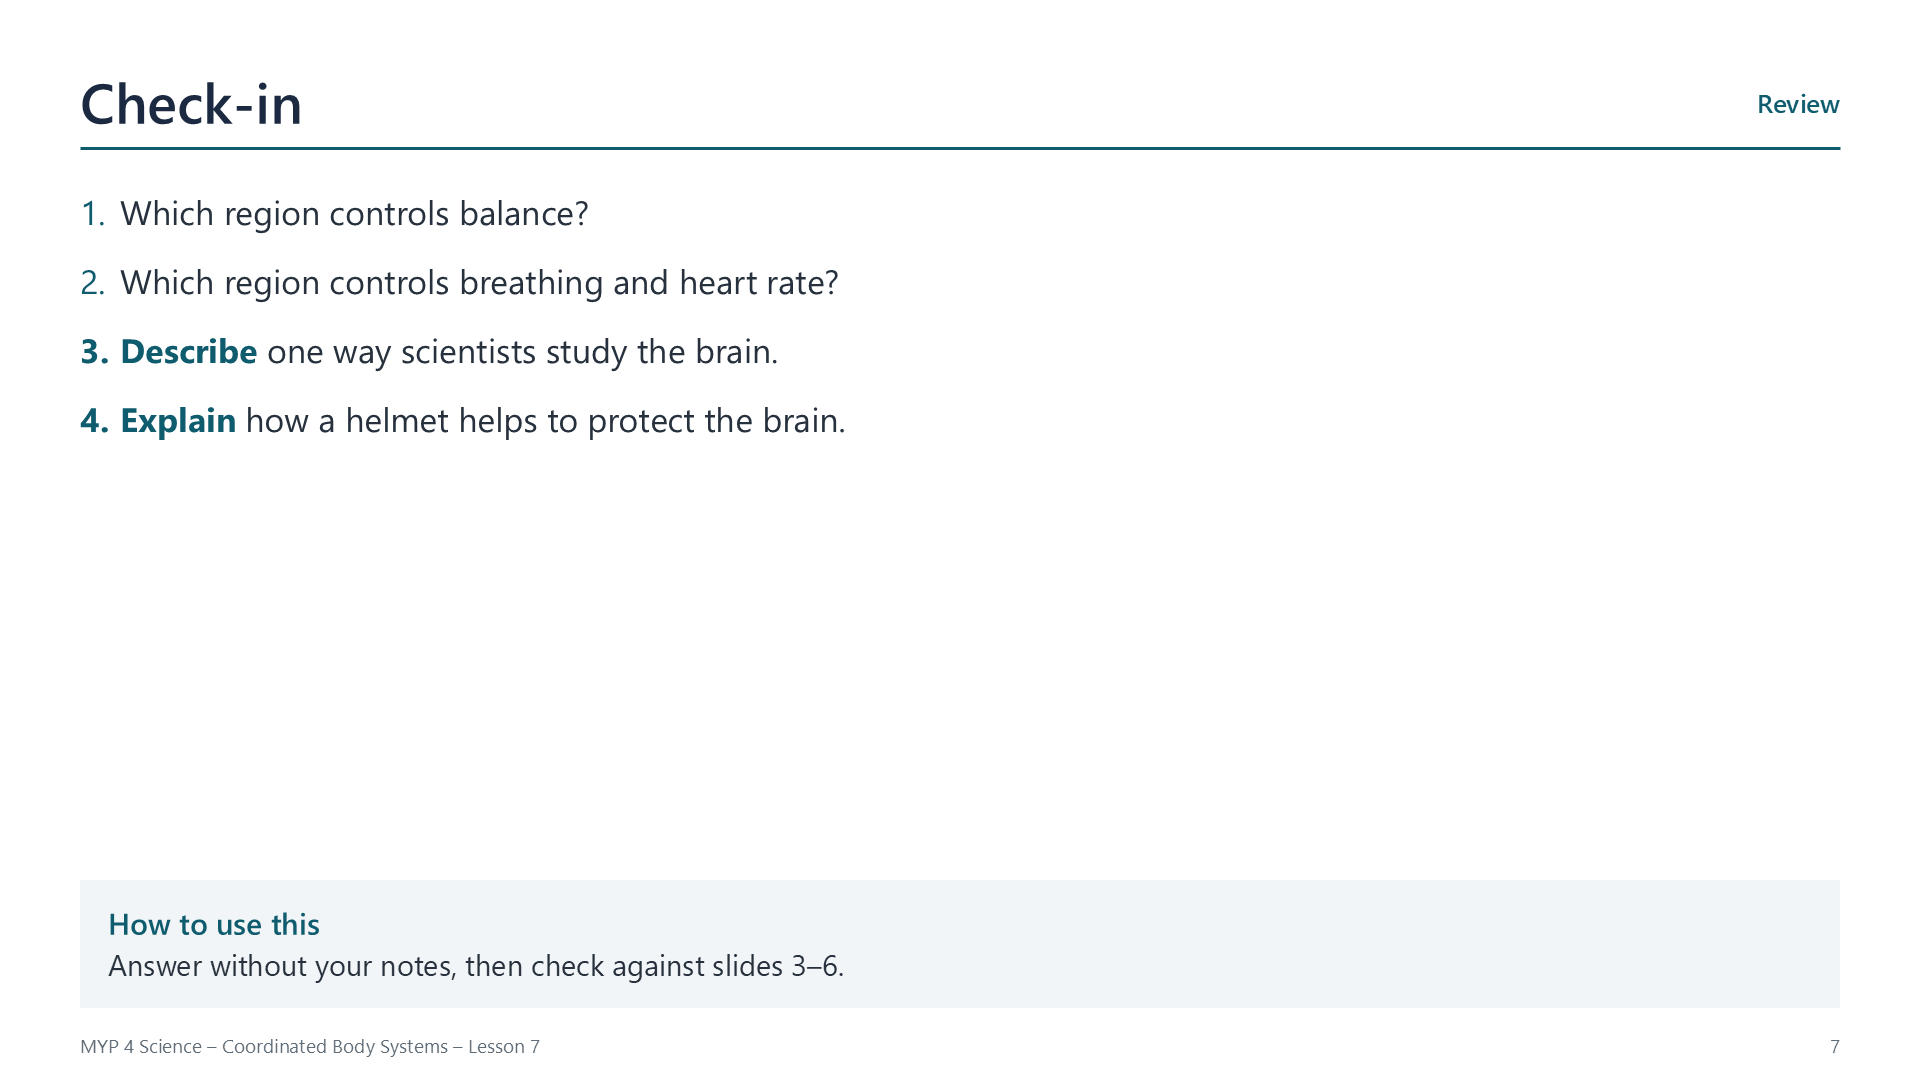 Check-in
Review
1. Which region controls balance?
2. Which region controls breathing and heart rate?
3. Describe one way scientists study the brain.
4. Explain how a helmet helps to protect the brain.
How to use this
Answer without your notes, then check against slides 3–6.
MYP 4 Science – Coordinated Body Systems – Lesson 7
7